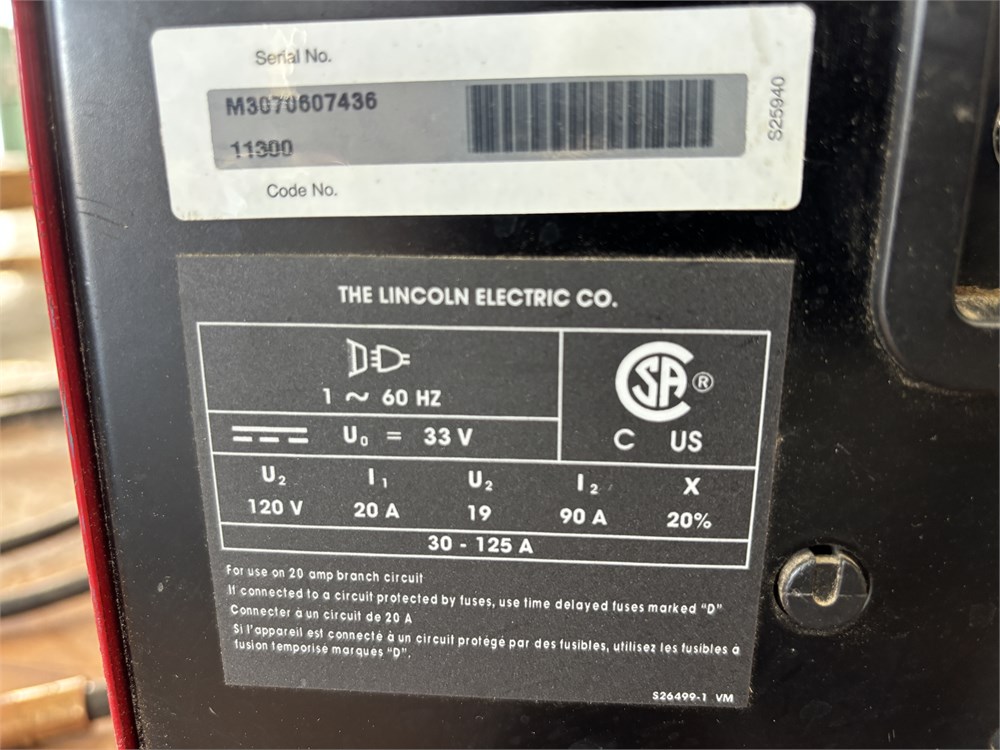 Serial No.
M3070607436
11300
Code No.
S25940
THE LINCOLN ELECTRIC CO.
1 ~ 60 HZ
U₀ = 33 V
CSA ®
C US
U₂ I₁ U₂ I₂ X
120 V 20 A 19 90 A 20%
30 - 125 A
For use on 20 amp branch circuit
If connected to a circuit protected by fuses, use time delayed fuses marked "D"
Connecter à un circuit de 20 A
Si l'appareil est connecté à un circuit protégé par des fusibles, utilisez les fusibles à
fusion temporisé marques "D".
S26499-1 VM